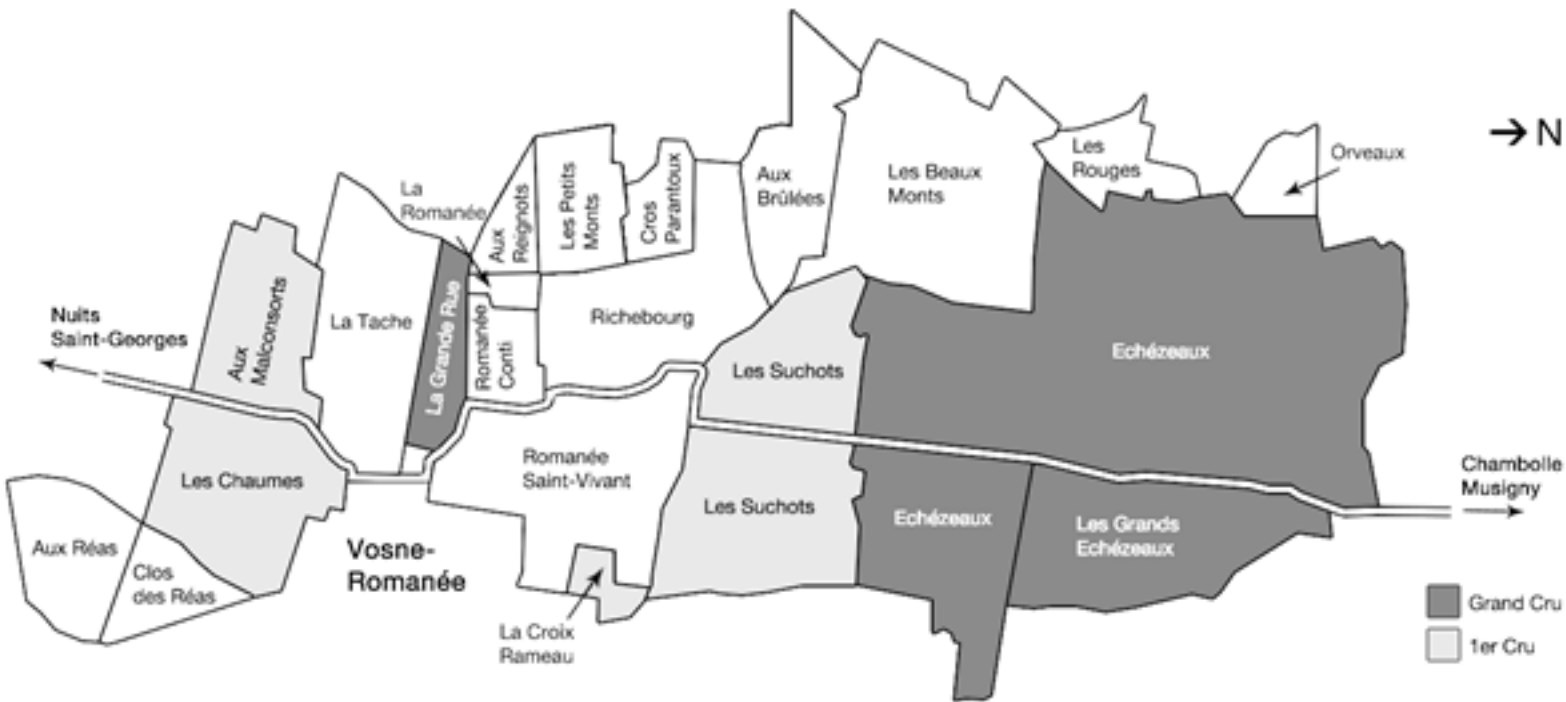 → N
Les
Rouges
Orveaux
Aux
Brûlées
Les Beaux
Monts
La
Romanée
Aux
Reignots
Les Petits
Monts
Cros
Parantoux
Nuits
Saint-Georges
Aux
Malconsorts
La Tache
La Grande Rue
Romanée
Conti
Richebourg
Les Suchots
Echézeaux
Les Chaumes
Romanée
Saint-Vivant
Les Suchots
Echézeaux
Les Grands
Echézeaux
Chambolle
Musigny
Aux Réas
Clos
des Réas
Vosne-
Romanée
La Croix
Rameau
Grand Cru
1er Cru